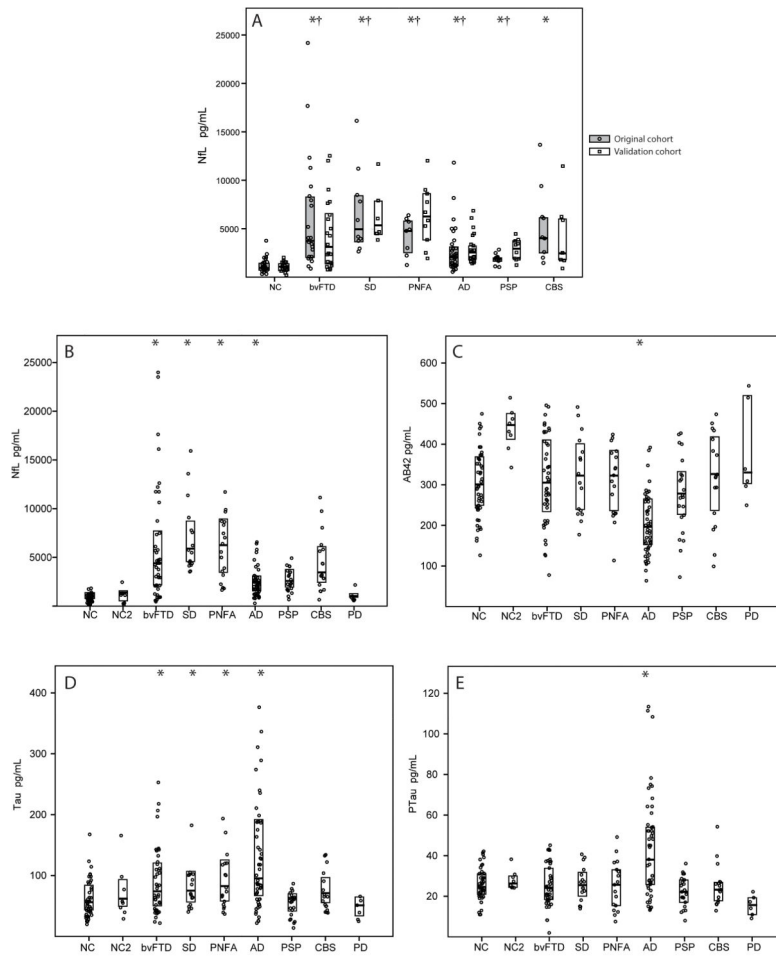 A
*† *† *† *† *† *
25000
20000
15000
10000
5000
NfL pg/mL
NC bvFTD SD PNFA AD PSP CBS
Original cohort
Validation cohort
B
* * * *
25000
20000
15000
10000
5000
0
NfL pg/mL
NC NC2 bvFTD SD PNFA AD PSP CBS PD
C
*
600
500
400
300
200
100
AB42 pg/mL
NC NC2 bvFTD SD PNFA AD PSP CBS PD
D
* * * *
400
300
200
100
Tau pg/mL
NC NC2 bvFTD SD PNFA AD PSP CBS PD
E
*
120
100
80
60
40
20
PTau pg/mL
NC NC2 bvFTD SD PNFA AD PSP CBS PD